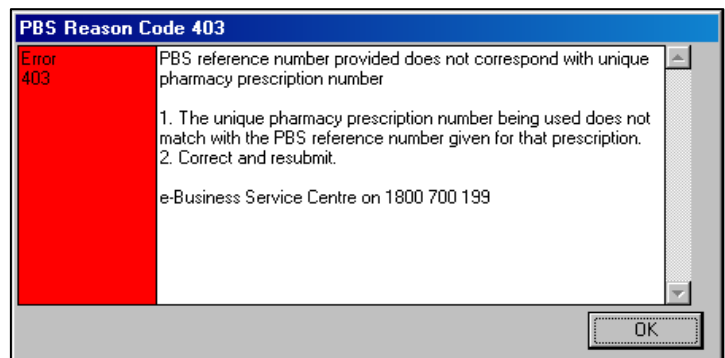 PBS Reason Code 403
Error
403
PBS reference number provided does not correspond with unique
pharmacy prescription number
1. The unique pharmacy prescription number being used does not
match with the PBS reference number given for that prescription.
2. Correct and resubmit.
e-Business Service Centre on 1800 700 199
OK